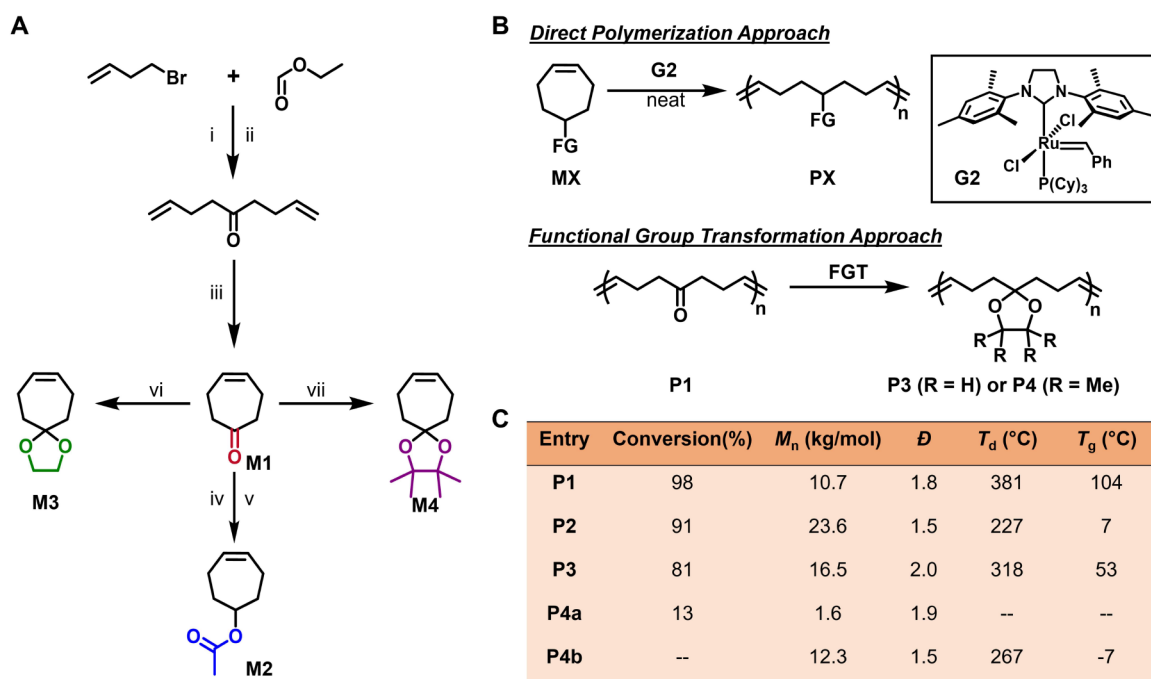 A
Br
+
O
O
i ii
O
iii
vi
vii
O O
M3
O
M1
O O
M4
iv v
O
O
M2
B
Direct Polymerization Approach
G2
neat
FG
MX
FG
n
PX
N N
Cl
Ru
Cl
Ph
P(Cy)3
G2
Functional Group Transformation Approach
O
n
P1
FGT
n
O O
R R
R R
P3 (R = H) or P4 (R = Me)
C
Entry Conversion(%) Mn (kg/mol) Đ Td (°C) Tg (°C)
P1 98 10.7 1.8 381 104
P2 91 23.6 1.5 227 7
P3 81 16.5 2.0 318 53
P4a 13 1.6 1.9 -- --
P4b -- 12.3 1.5 267 -7